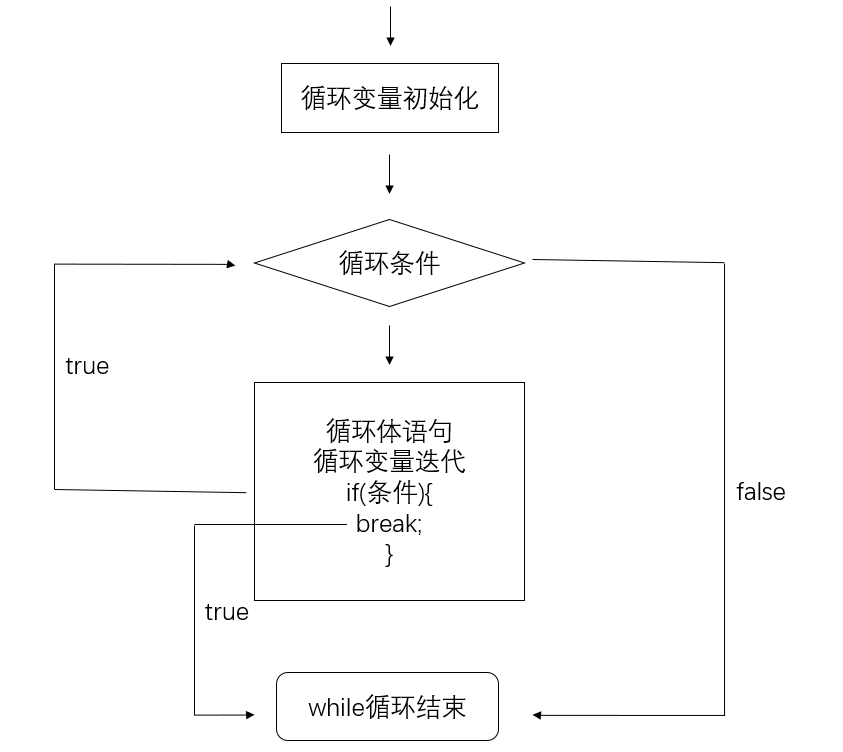 循环变量初始化
循环条件
true
循环体语句
循环变量迭代
if(条件){
break;
}
false
true
while循环结束